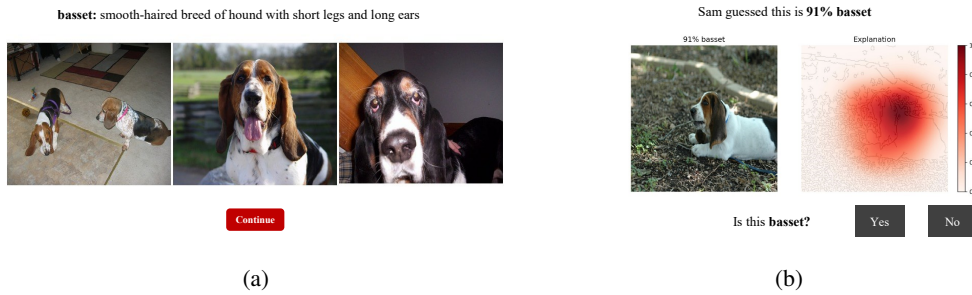 basset: smooth-haired breed of hound with short legs and long ears
Continue
(a)
Sam guessed this is 91% basset
91% basset
Explanation
Is this basset?
Yes
No
(b)